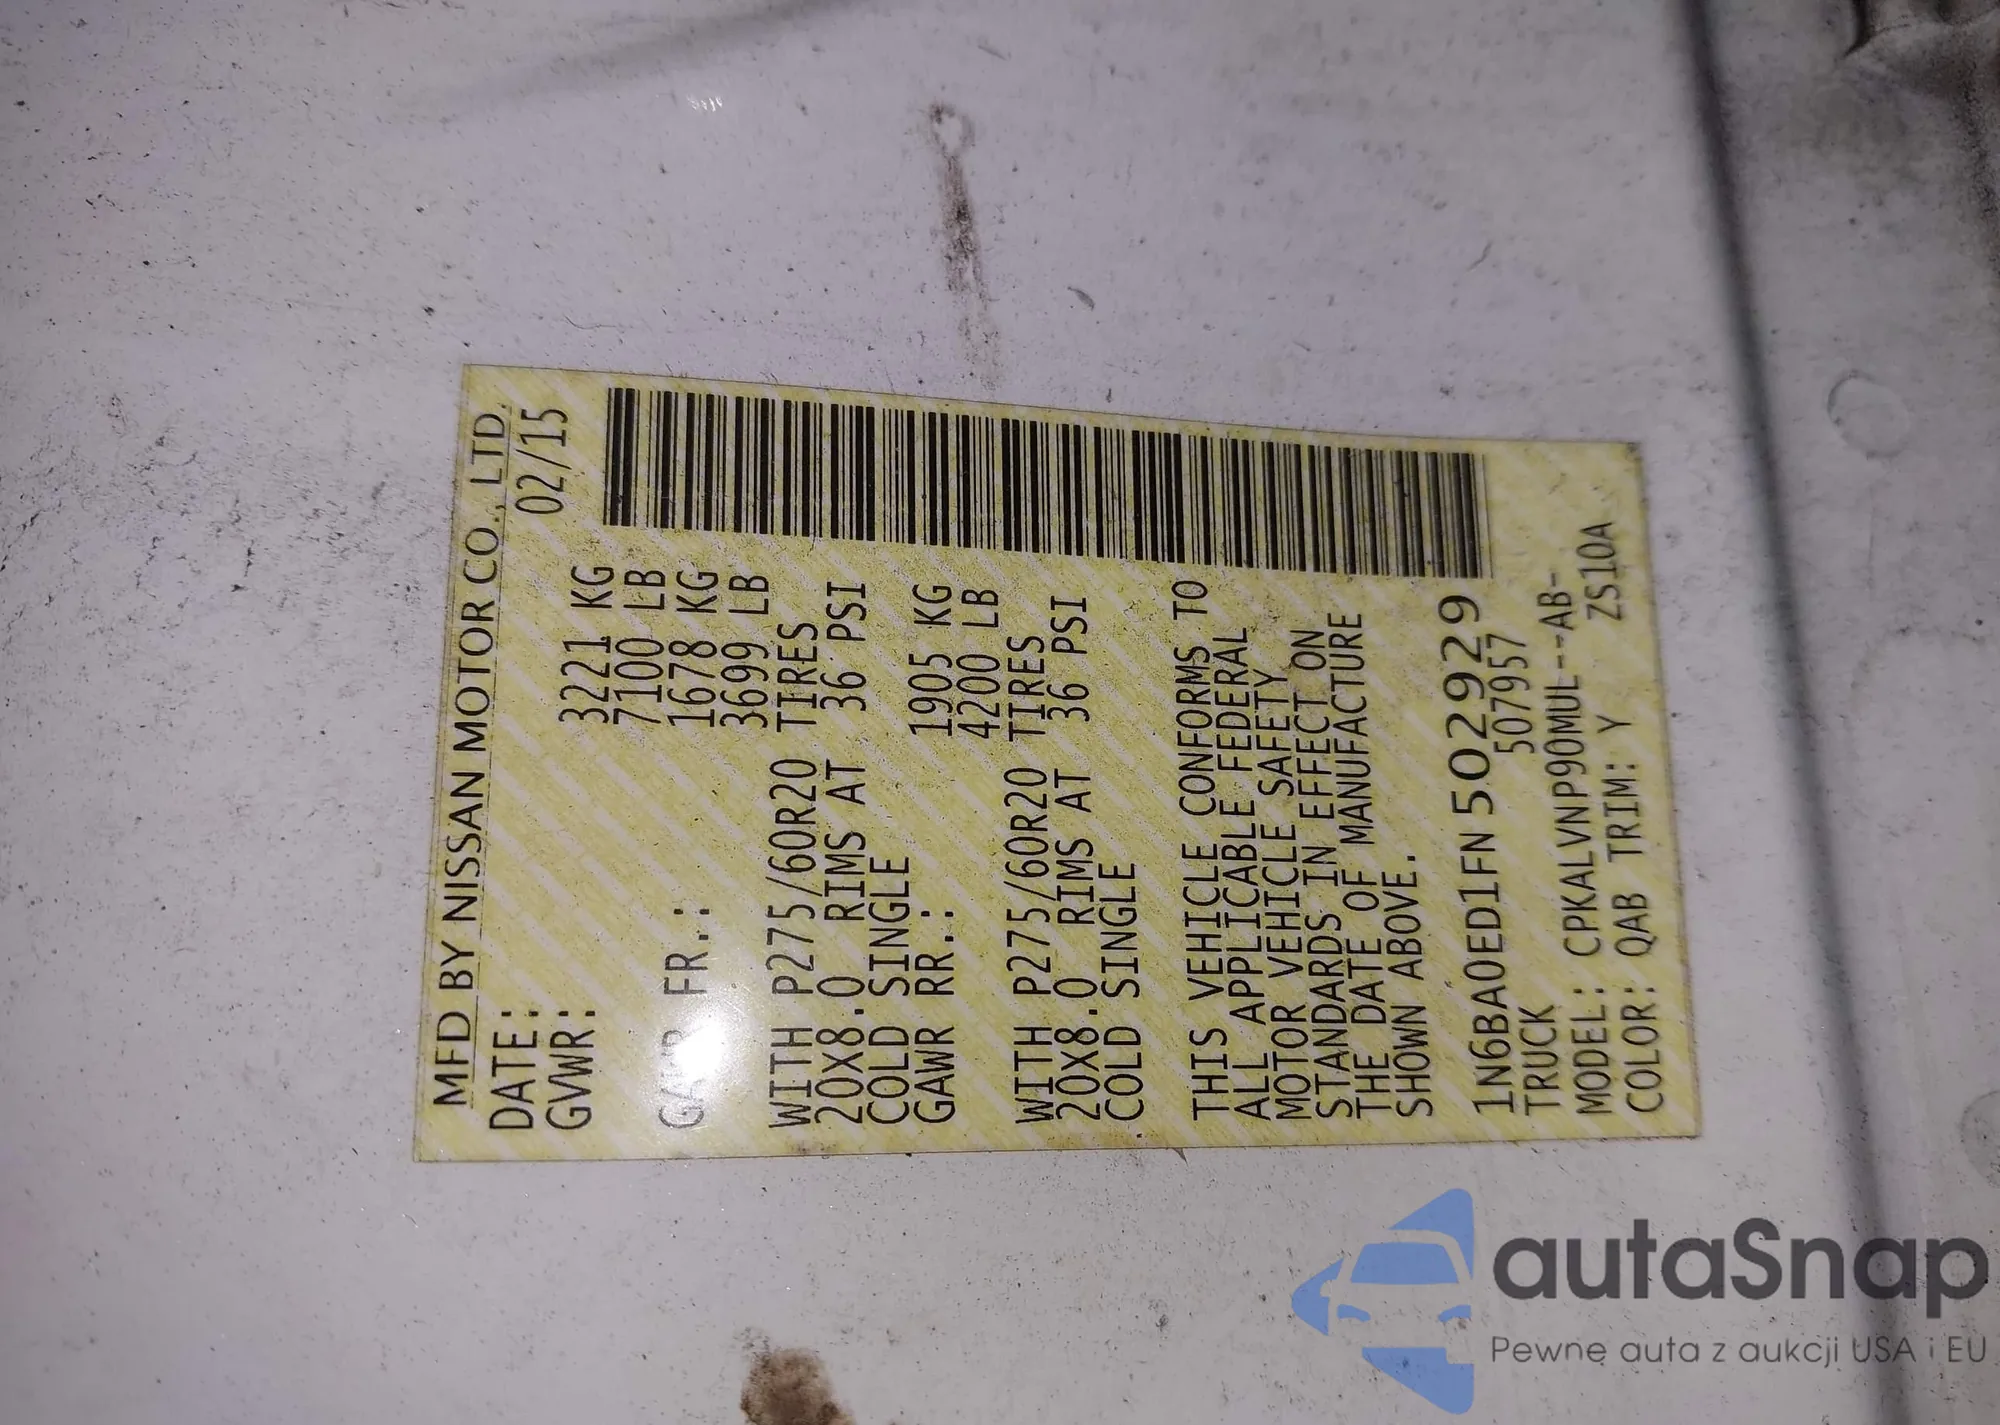 MFD BY NISSAN MOTOR CO., LTD.
DATE: 02/15
GVWR: 3221 KG
7100 LB
GAWR FR.: 1678 KG
3699 LB
WITH P275/60R20 TIRES
20X8.0 RIMS AT 36 PSI
COLD SINGLE
GAWR RR.: 1905 KG
4200 LB
WITH P275/60R20 TIRES
20X8.0 RIMS AT 36 PSI
COLD SINGLE
THIS VEHICLE CONFORMS TO
ALL APPLICABLE FEDERAL
MOTOR VEHICLE SAFETY
STANDARDS IN EFFECT ON
THE DATE OF MANUFACTURE
SHOWN ABOVE.
1N6BA0ED1FN502929
TRUCK 507957
MODEL: CPKALVNP90MUL--AB-
COLOR: QAB TRIM: Y ZS10A
autaSnap
Pewne auta z aukcji USA i EU